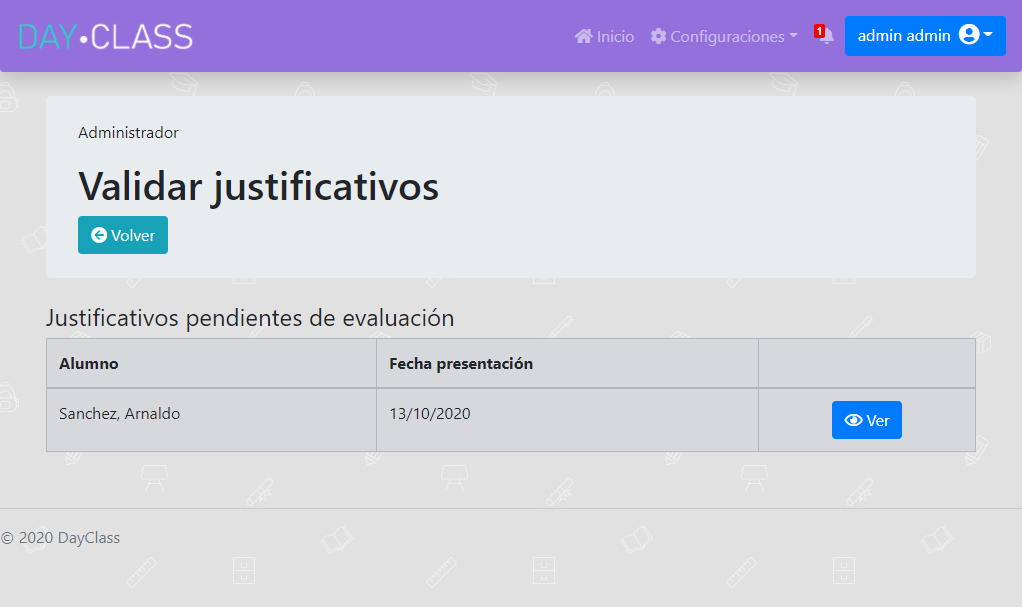 DAY•CLASS
Inicio Configuraciones 1 admin admin
Administrador
Validar justificativos
Volver
Justificativos pendientes de evaluación
Alumno Fecha presentación
Sanchez, Arnaldo 13/10/2020 Ver
© 2020 DayClass